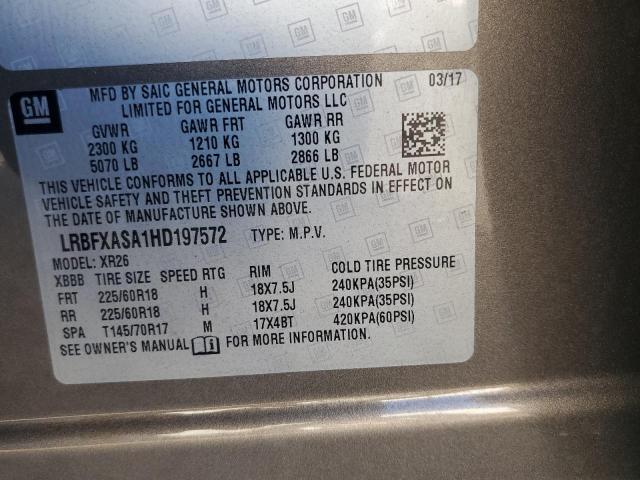 MFD BY SAIC GENERAL MOTORS CORPORATION 03/17
LIMITED FOR GENERAL MOTORS LLC
GM
GVWR GAWR FRT GAWR RR
2300 KG 1210 KG 1300 KG
5070 LB 2667 LB 2866 LB
THIS VEHICLE CONFORMS TO ALL APPLICABLE U.S. FEDERAL MOTOR
VEHICLE SAFETY AND THEFT PREVENTION STANDARDS IN EFFECT ON
THE DATE OF MANUFACTURE SHOWN ABOVE.
LRBFXASA1HD197572 TYPE: M.P.V.
MODEL: XR26
XBBB TIRE SIZE SPEED RTG RIM COLD TIRE PRESSURE
FRT 225/60R18 H 18X7.5J 240KPA(35PSI)
RR 225/60R18 H 18X7.5J 240KPA(35PSI)
SPA T145/70R17 M 17X4BT 420KPA(60PSI)
SEE OWNER'S MANUAL FOR MORE INFORMATION.